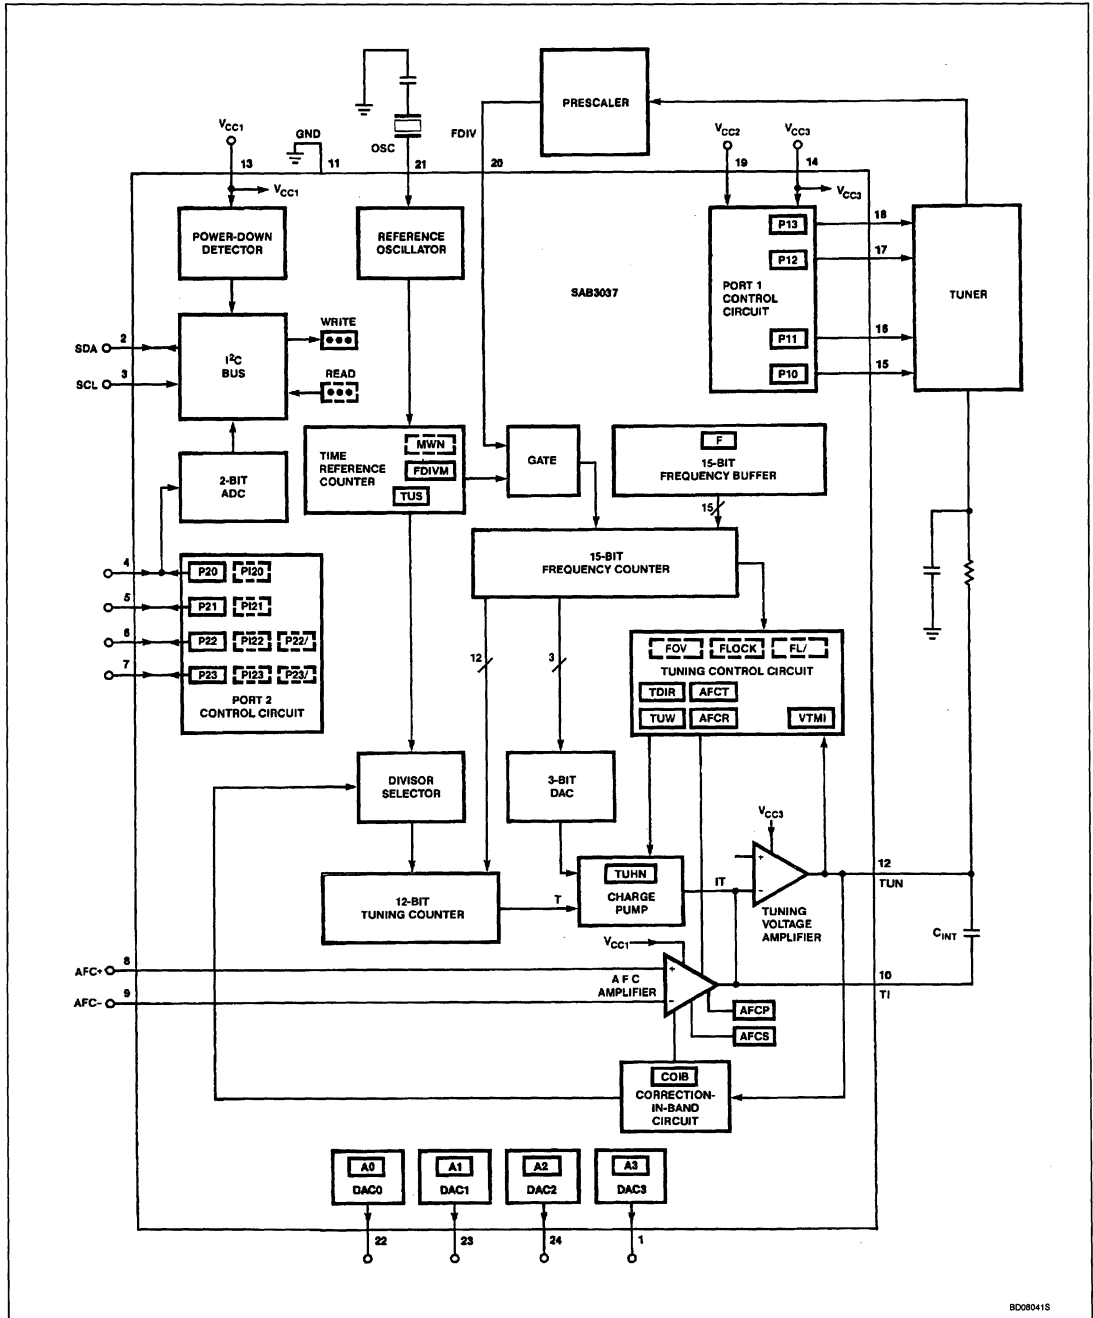 PRESCALER
VCC1
GND
OSC
FDIV
VCC2
VCC3
13
11
21
20
19
14
VCC1
VCC3
POWER-DOWN
DETECTOR
REFERENCE
OSCILLATOR
SAB3037
PORT 1
CONTROL
CIRCUIT
P13
P12
P11
P10
18
17
16
15
TUNER
SDA
2
SCL
3
I2C
BUS
WRITE
READ
2-BIT
ADC
TIME
REFERENCE
COUNTER
MWN
FDIVM
TUS
GATE
F
15-BIT
FREQUENCY BUFFER
15
15-BIT
FREQUENCY COUNTER
4
5
6
7
P20 PI20
P21 PI21
P22 PI22 P22/
P23 PI23 P23/
PORT 2
CONTROL CIRCUIT
12
3
FOV FLOCK FL/
TUNING CONTROL CIRCUIT
TDIR AFCT
TUW AFCR VTMI
DIVISOR
SELECTOR
3-BIT
DAC
VCC3
12-BIT
TUNING COUNTER
T
TUHN
CHARGE
PUMP
IT
+
−
TUNING
VOLTAGE
AMPLIFIER
12
TUN
CINT
VCC1
AFC+
8
AFC−
9
AFC
AMPLIFIER
+
−
10
TI
AFCP
AFCS
COIB
CORRECTION-
IN-BAND
CIRCUIT
A0
DAC0
A1
DAC1
A2
DAC2
A3
DAC3
22
23
24
1
BD08041S